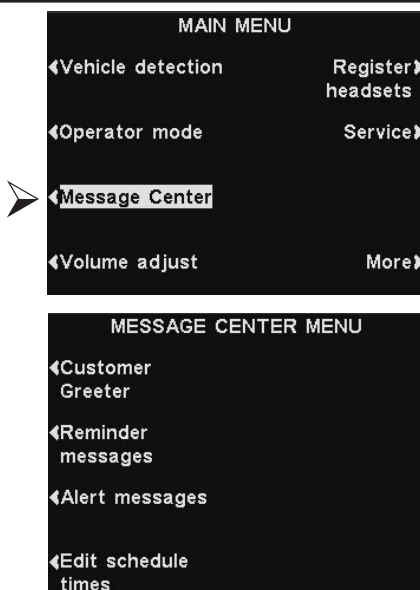 MAIN MENU
Vehicle detection
Register
headsets
Operator mode
Service
Message Center
Volume adjust
More
MESSAGE CENTER MENU
Customer
Greeter
Reminder
messages
Alert messages
Edit schedule
times